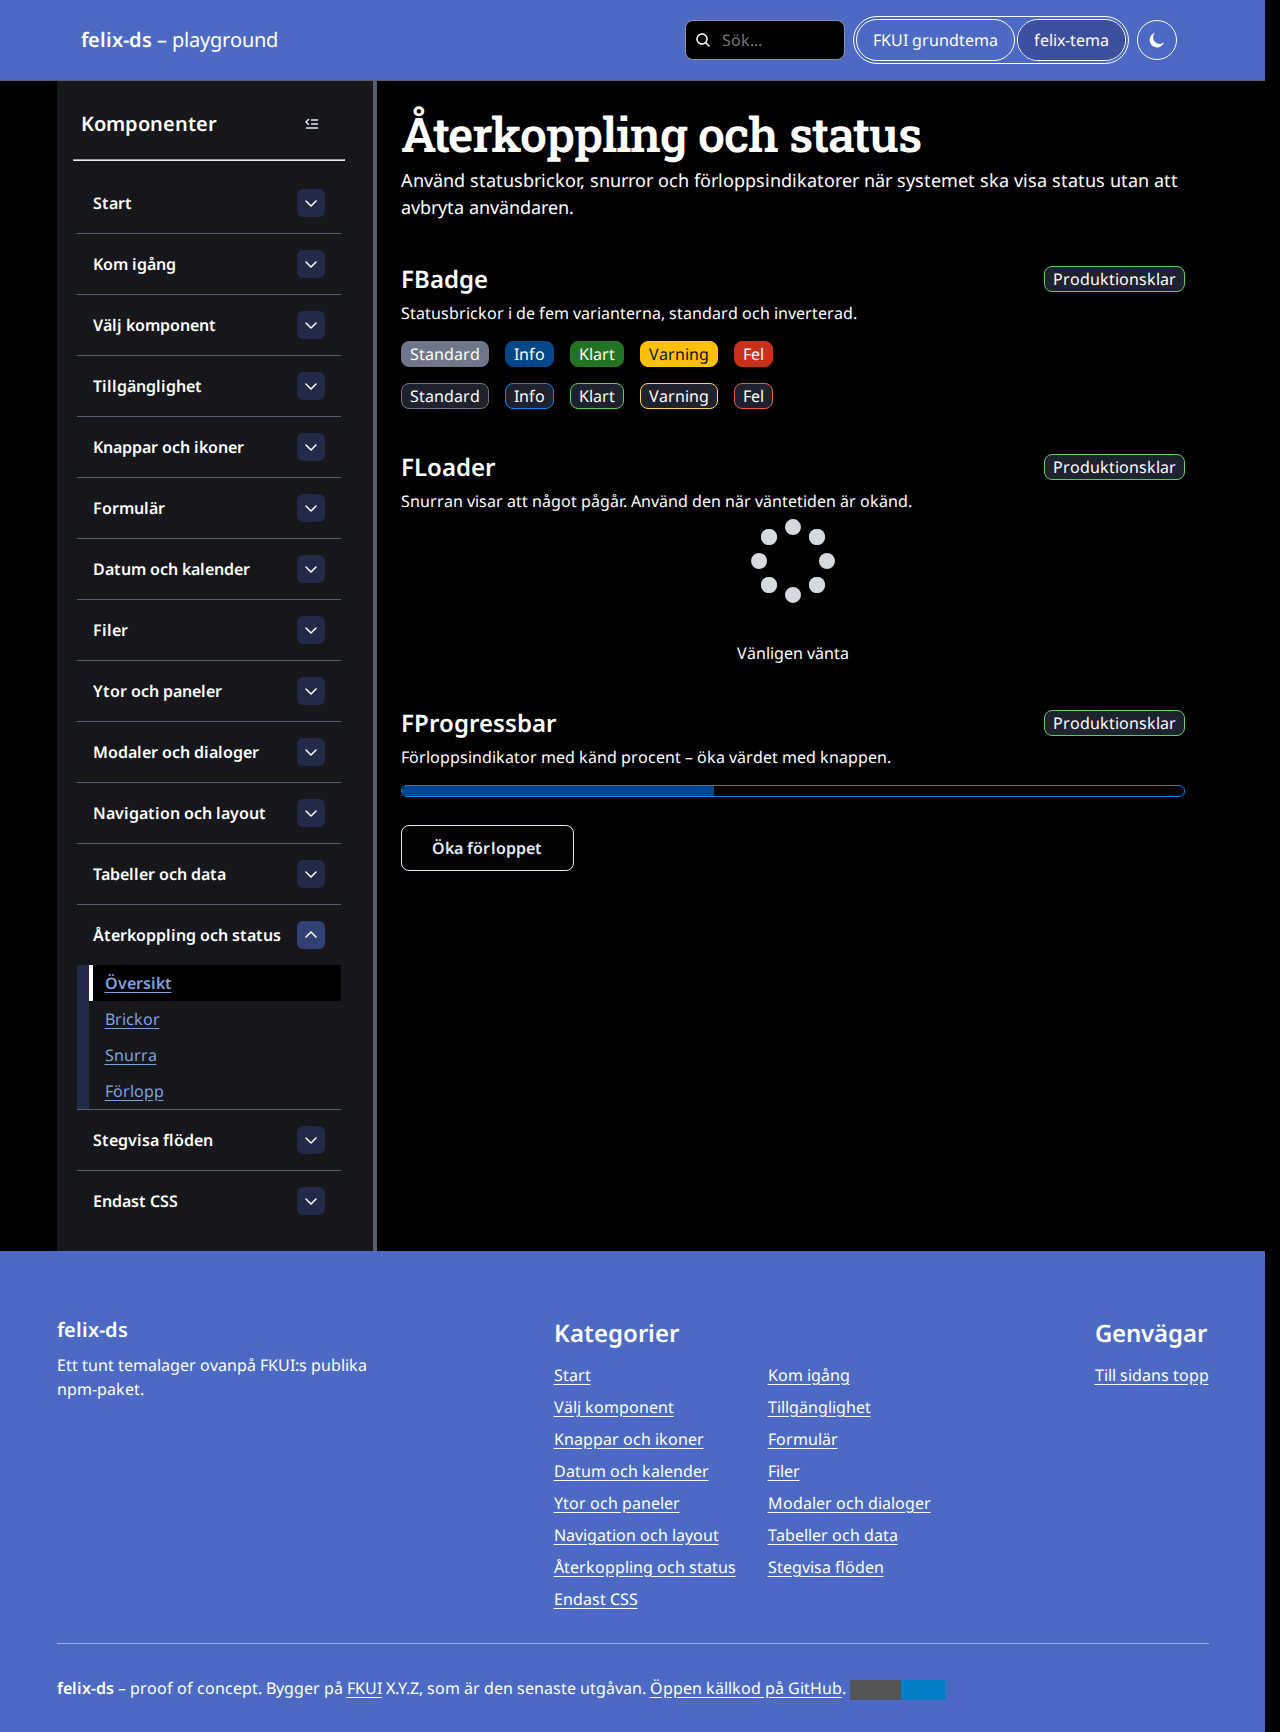 felix-ds – playground
Sök...
FKUI grundtema
felix-tema
Komponenter
Start
Kom igång
Välj komponent
Tillgänglighet
Knappar och ikoner
Formulär
Datum och kalender
Filer
Ytor och paneler
Modaler och dialoger
Navigation och layout
Tabeller och data
Återkoppling och status
Översikt
Brickor
Snurra
Förlopp
Stegvisa flöden
Endast CSS
Återkoppling och status
Använd statusbrickor, snurror och förloppsindikatorer när systemet ska visa status utan att
avbryta användaren.
FBadge
Produktionsklar
Statusbrickor i de fem varianterna, standard och inverterad.
Standard Info Klart Varning Fel
Standard Info Klart Varning Fel
FLoader
Produktionsklar
Snurran visar att något pågår. Använd den när väntetiden är okänd.
Vänligen vänta
FProgressbar
Produktionsklar
Förloppsindikator med känd procent – öka värdet med knappen.
Öka förloppet
felix-ds
Ett tunt temalager ovanpå FKUI:s publika
npm-paket.
Kategorier
Start
Kom igång
Välj komponent
Tillgänglighet
Knappar och ikoner
Formulär
Datum och kalender
Filer
Ytor och paneler
Modaler och dialoger
Navigation och layout
Tabeller och data
Återkoppling och status
Stegvisa flöden
Endast CSS
Genvägar
Till sidans topp
felix-ds – proof of concept. Bygger på FKUI X.Y.Z, som är den senaste utgåvan. Öppen källkod på GitHub.